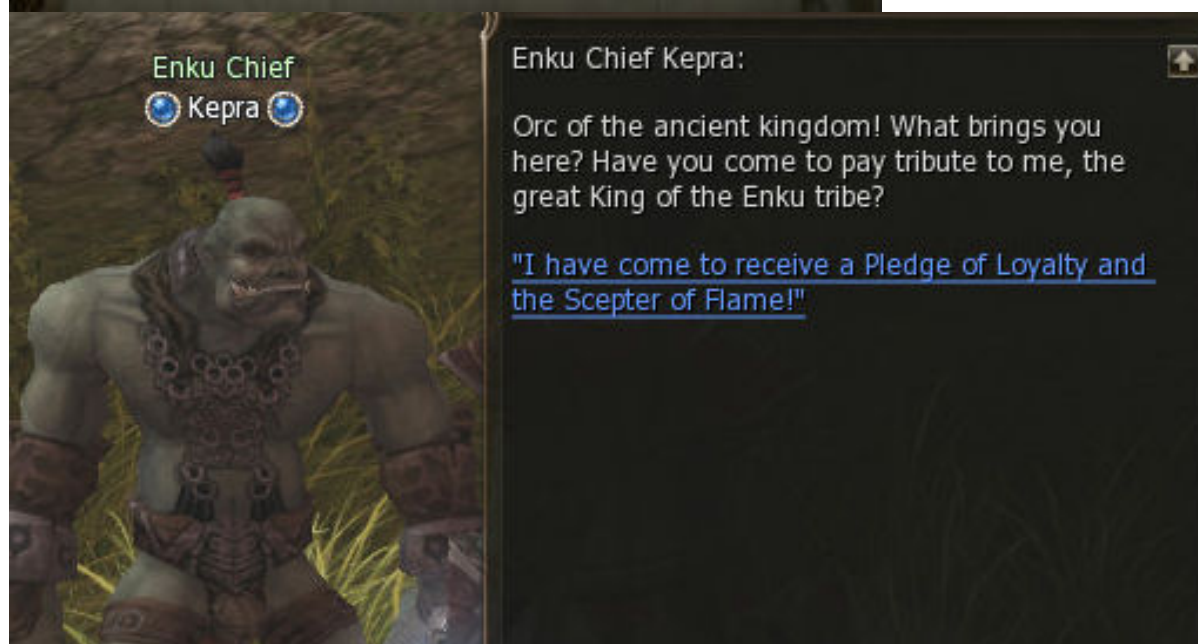 Enku Chief
Kepra
Enku Chief Kepra:
Orc of the ancient kingdom! What brings you
here? Have you come to pay tribute to me, the
great King of the Enku tribe?
"I have come to receive a Pledge of Loyalty and
the Scepter of Flame!"